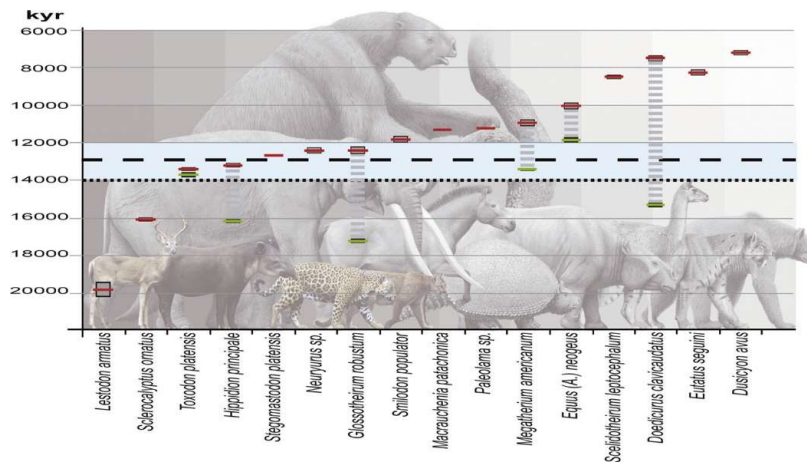 kyr
6000
8000
10000
12000
14000
16000
18000
20000
Lestodon armatus
Sclerocalyptus ornatus
Toxodon platensis
Hippidion principale
Stegomastodon platensis
Neuryurus sp.
Glossotheirum robustum
Smilodon populator
Macrauchenia patachonica
Paleolama sp.
Megatherium americanum
Equus (A.) neogeus
Scelidotheirum leptocephalum
Doedicurus clavicaudatus
Eutatus seguini
Dusicyon avus